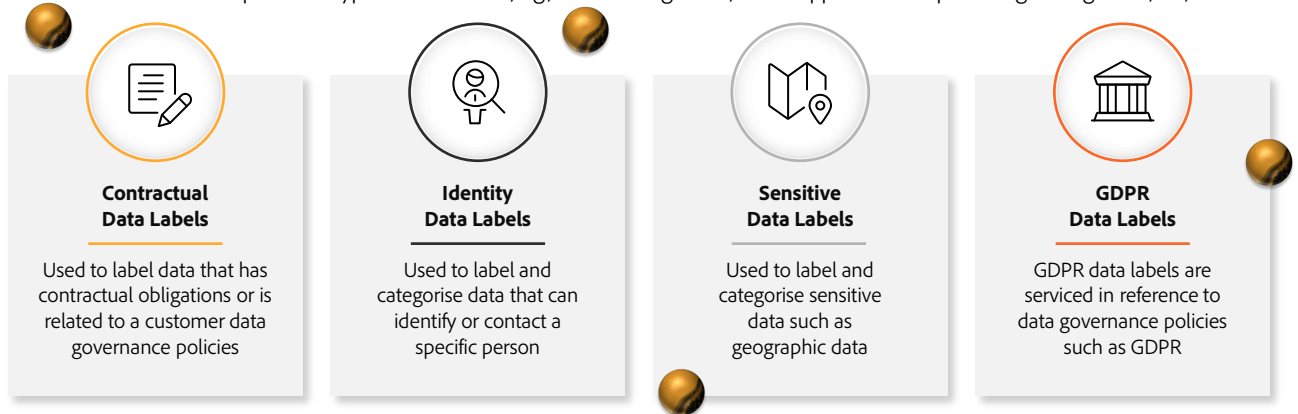 Contractual
Data Labels
Used to label data that has
contractual obligations or is
related to a customer data
governance policies
Identity
Data Labels
Used to label and
categorise data that can
identify or contact a
specific person
Sensitive
Data Labels
Used to label and
categorise sensitive
data such as
geographic data
GDPR
Data Labels
GDPR data labels are
serviced in reference to
data governance policies
such as GDPR